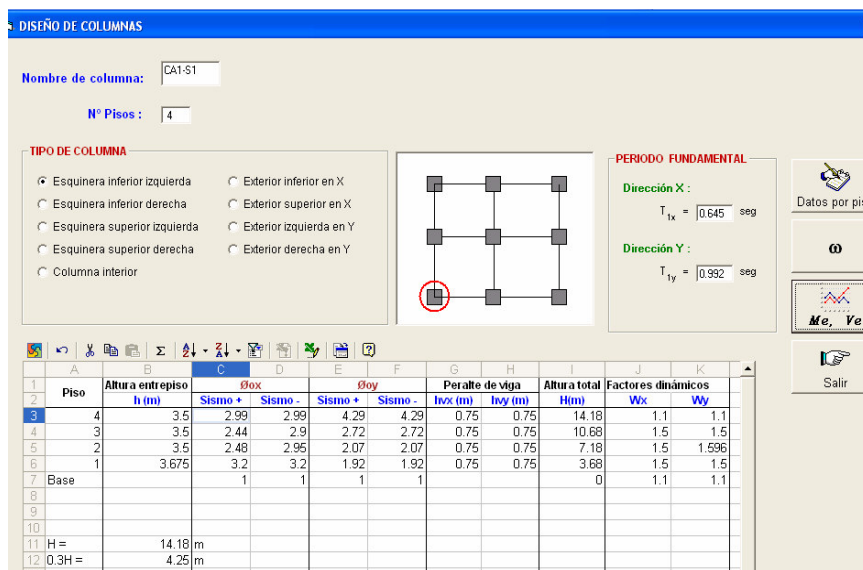 DISEÑO DE COLUMNAS
Nombre de columna: CA1-S1
Nº Pisos : 4
TIPO DE COLUMNA
Esquinera inferior izquierda Exterior inferior en X
Esquinera inferior derecha Exterior superior en X
Esquinera superior izquierda Exterior izquierda en Y
Esquinera superior derecha Exterior derecha en Y
Columna interior
PERIODO FUNDAMENTAL
Dirección X :
T1x = 0.645 seg
Dirección Y :
T1y = 0.992 seg
Datos por pis
ω
Me, Ve
Salir
A B C D E F G H I J K
1 Piso Altura entrepiso Øox Øoy Peralte de viga Altura total Factores dinámicos
2 h (m) Sismo + Sismo - Sismo + Sismo - hvx (m) hvy (m) H(m) Wx Wy
3 4 3.5 2.99 2.99 4.29 4.29 0.75 0.75 14.18 1.1 1.1
4 3 3.5 2.44 2.9 2.72 2.72 0.75 0.75 10.68 1.5 1.5
5 2 3.5 2.48 2.95 2.07 2.07 0.75 0.75 7.18 1.5 1.596
6 1 3.675 3.2 3.2 1.92 1.92 0.75 0.75 3.68 1.5 1.5
7 Base 1 1 1 1 0 1.1 1.1
8
9
10
11 H = 14.18 m
12 0.3H = 4.25 m